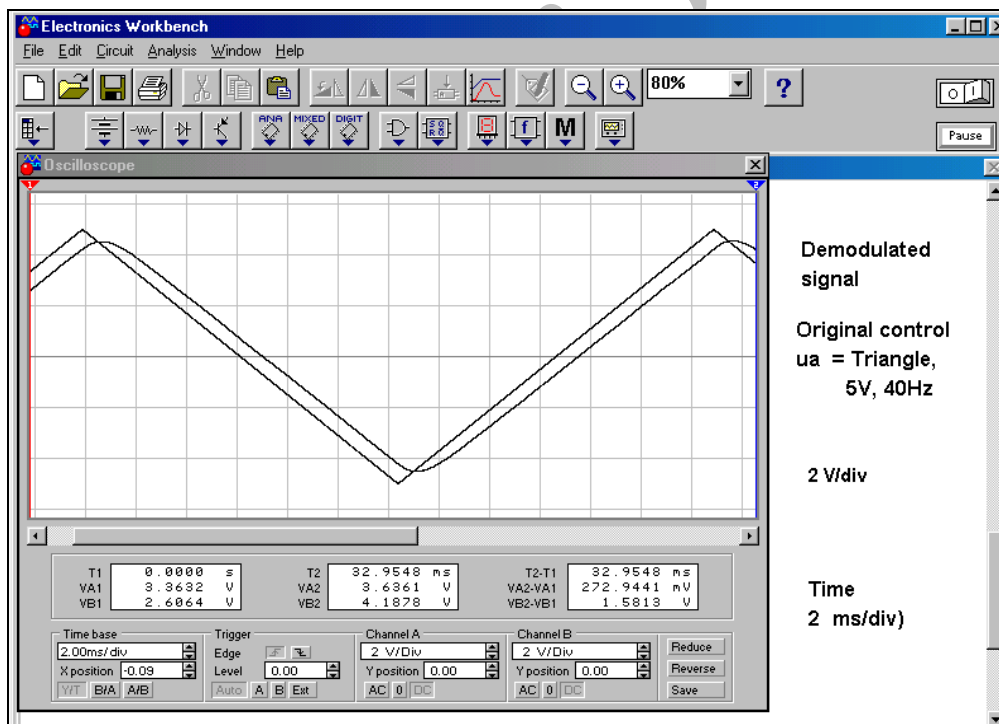 Electronics Workbench
File Edit Circuit Analysis Window Help
80% ?
0 1
ANA MIXED DIGIT
M
Pause
Oscilloscope
1 2
Demodulated
signal
Original control
ua = Triangle,
5V, 40Hz
2 V/div
Time
2 ms/div)
T1 0.0000 s T2 32.9548 ms T2-T1 32.9548 ms
VA1 3.3632 V VA2 3.6361 V VA2-VA1 272.9441 mV
VB1 2.6064 V VB2 4.1878 V VB2-VB1 1.5813 V
Time base Trigger Channel A Channel B
2.00ms/div Edge 2 V/Div 2 V/Div Reduce
X position -0.09 Level 0.00 Y position 0.00 Y position 0.00 Reverse
Y/T B/A A/B Auto A B Ext AC 0 DC AC 0 DC Save